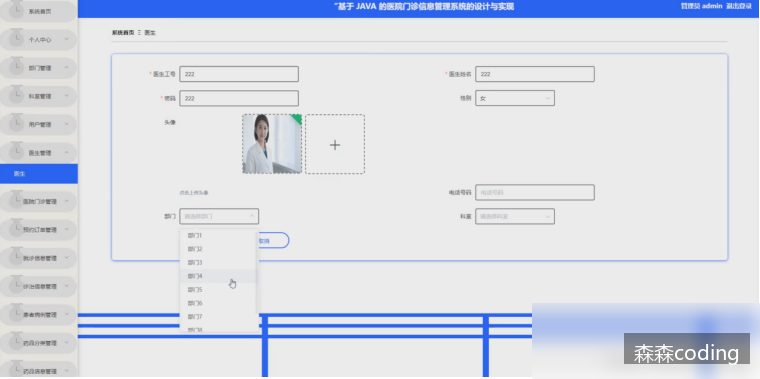 "基于 JAVA 的医院门诊信息管理系统的设计与实现
管理员 admin 退出登录
系统首页
个人中心
部门管理
科室管理
用户管理
医生管理
医生
医院门诊管理
预约订单管理
就诊信息管理
诊治信息管理
患者病例管理
药品分类管理
药品信息管理
系统首页 医生
* 医生工号 222
* 医生姓名 222
* 密码 222
性别 女
头像
+
点击上传头像
电话号码 电话号码
部门 请选择部门
科室 请选择科室
取消
部门1
部门2
部门3
部门4
部门5
部门6
部门7
部门8
森森coding